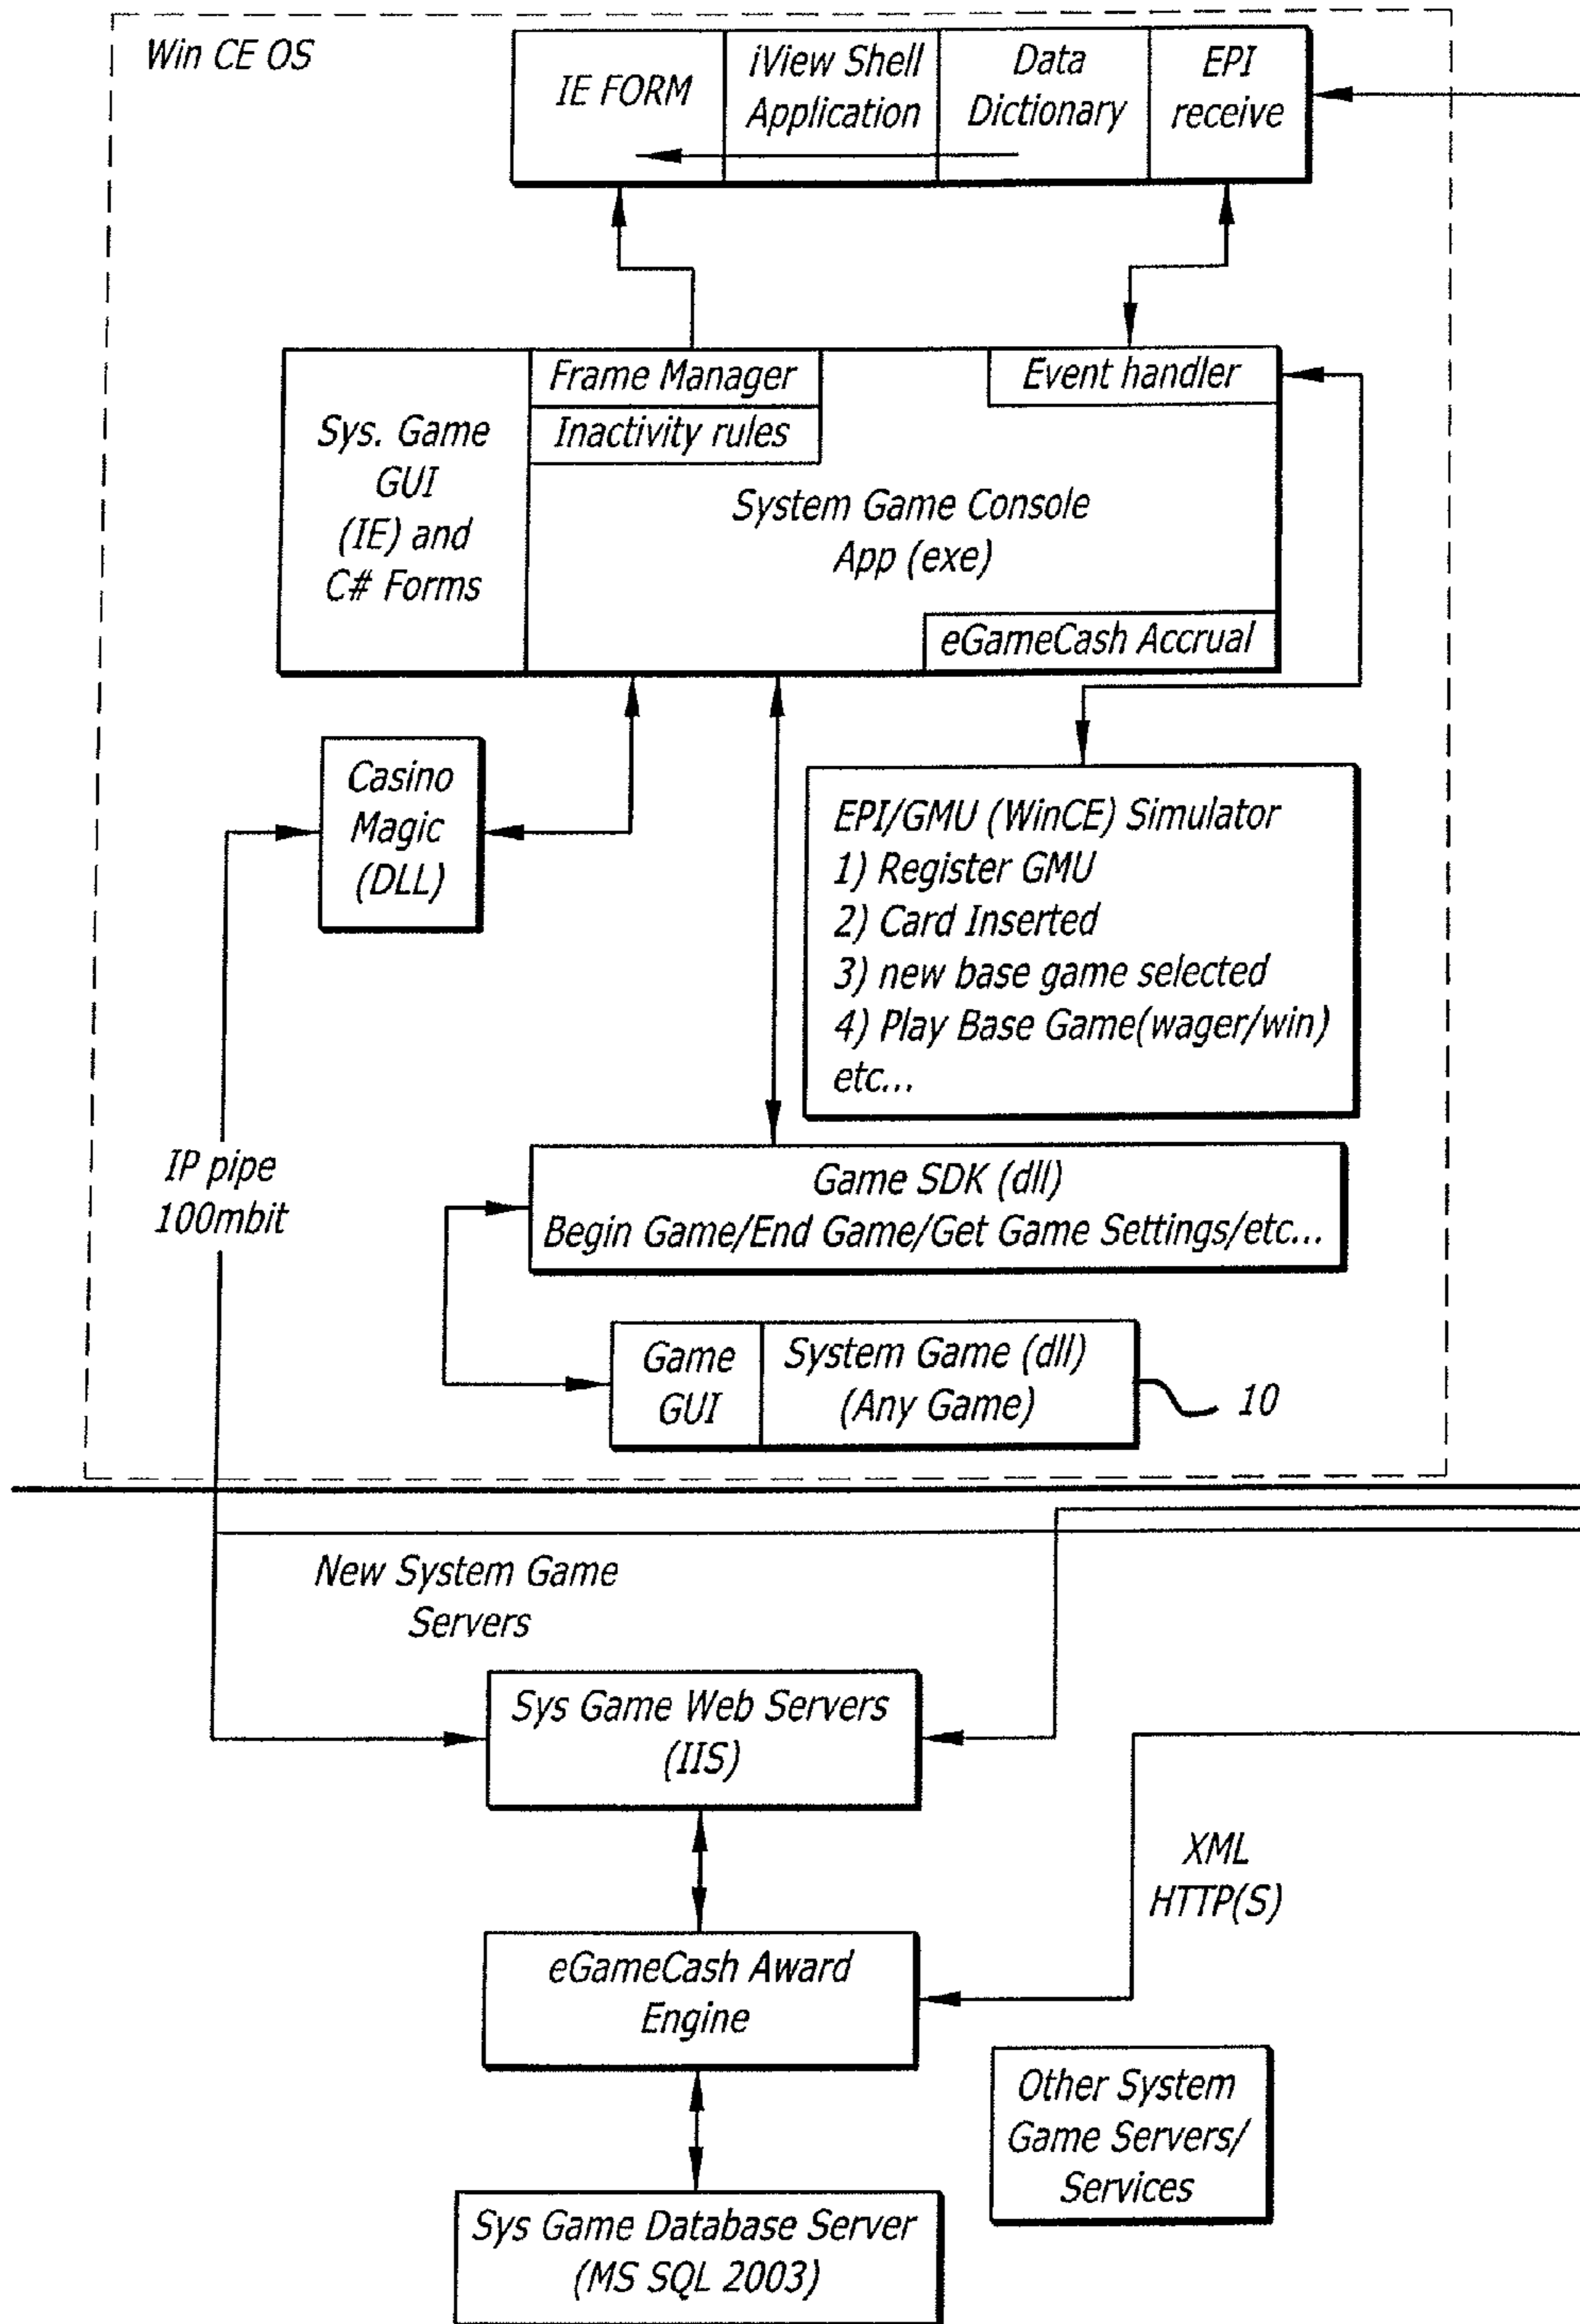 Win CE OS
IE FORM
iView Shell
Application
Data
Dictionary
EPI
receive
Frame Manager
Inactivity rules
Event handler
Sys. Game
GUI
(IE) and
C# Forms
System Game Console
App (exe)
eGameCash Accrual
Casino
Magic
(DLL)
EPI/GMU (WinCE) Simulator
1) Register GMU
2) Card Inserted
3) new base game selected
4) Play Base Game(wager/win)
etc...
IP pipe
100mbit
Game SDK (dll)
Begin Game/End Game/Get Game Settings/etc...
Game
GUI
System Game (dll)
(Any Game)
10
New System Game
Servers
Sys Game Web Servers
(IIS)
XML
HTTP(S)
eGameCash Award
Engine
Other System
Game Servers/
Services
Sys Game Database Server
(MS SQL 2003)